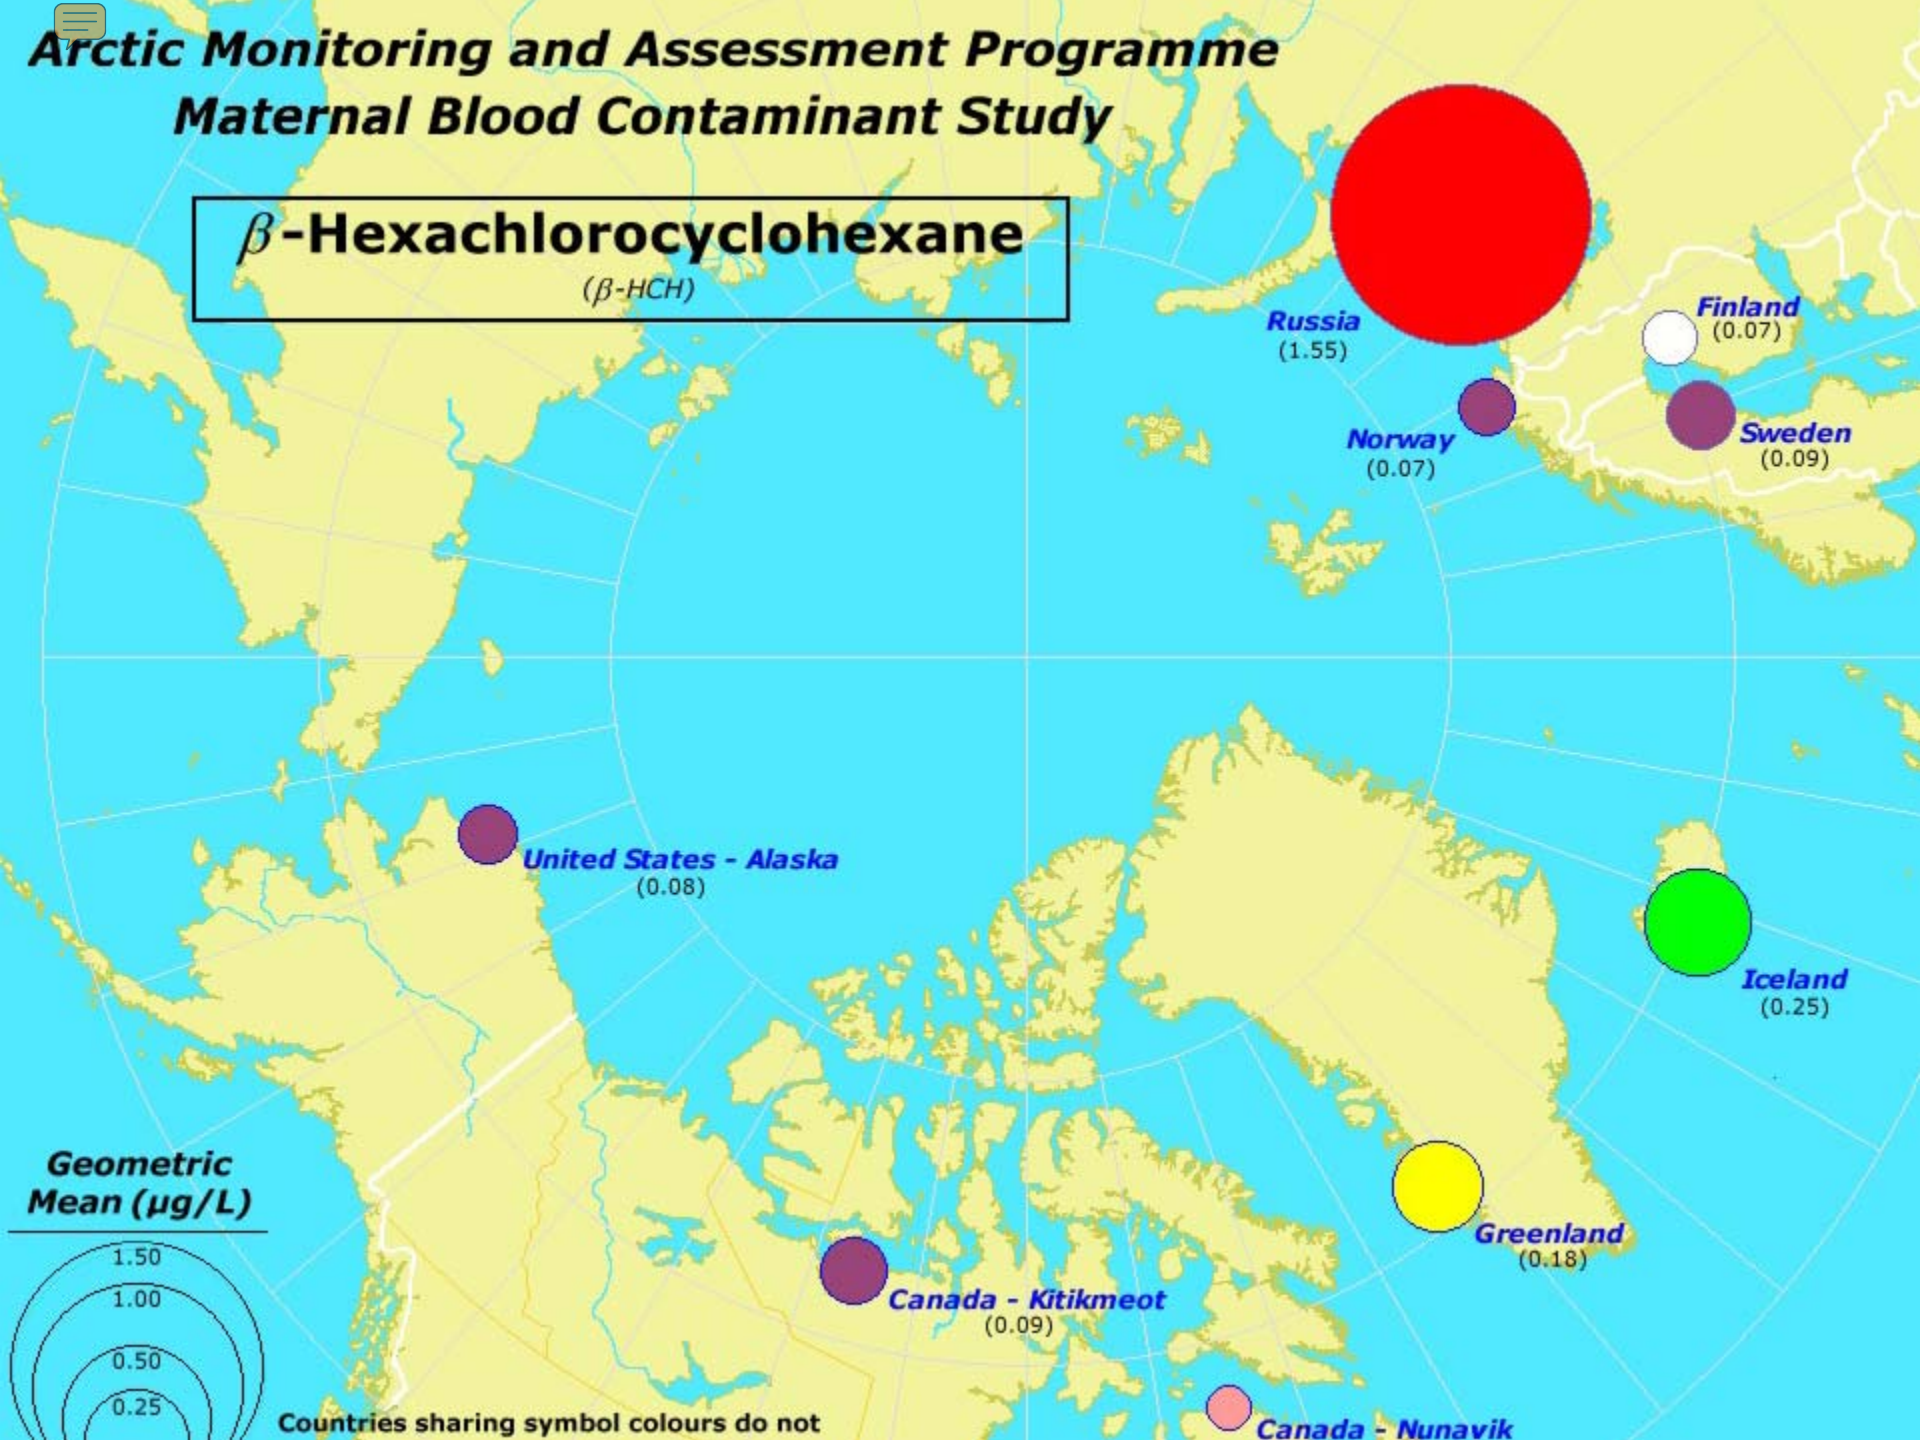 Arctic Monitoring and Assessment Programme
Maternal Blood Contaminant Study
β-Hexachlorocyclohexane
(β-HCH)
Russia
(1.55)
Finland
(0.07)
Norway
(0.07)
Sweden
(0.09)
United States - Alaska
(0.08)
Iceland
(0.25)
Greenland
(0.18)
Canada - Kitikmeot
(0.09)
Canada - Nunavik
Geometric
Mean (µg/L)
1.50
1.00
0.50
0.25
Countries sharing symbol colours do not